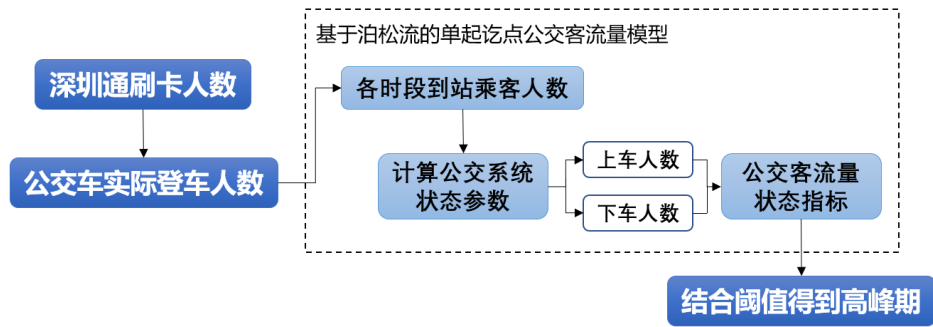 基于泊松流的单起讫点公交客流量模型
深圳通刷卡人数
公交车实际登车人数
各时段到站乘客人数
计算公交系统
状态参数
上车人数
下车人数
公交客流量
状态指标
结合阈值得到高峰期